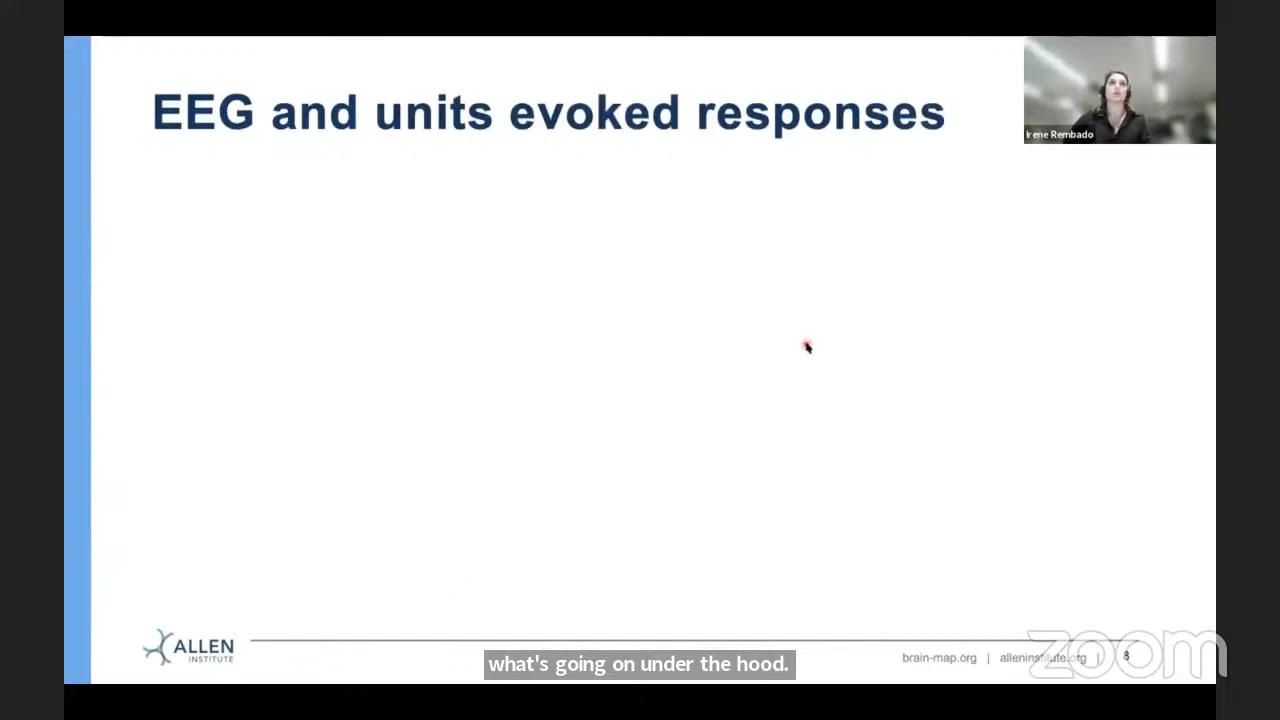 EEG and units evoked responses
Irene Rembado
ALLEN
INSTITUTE
brain-map.org | alleninstitute.org | 8
zoom
what's going on under the hood.